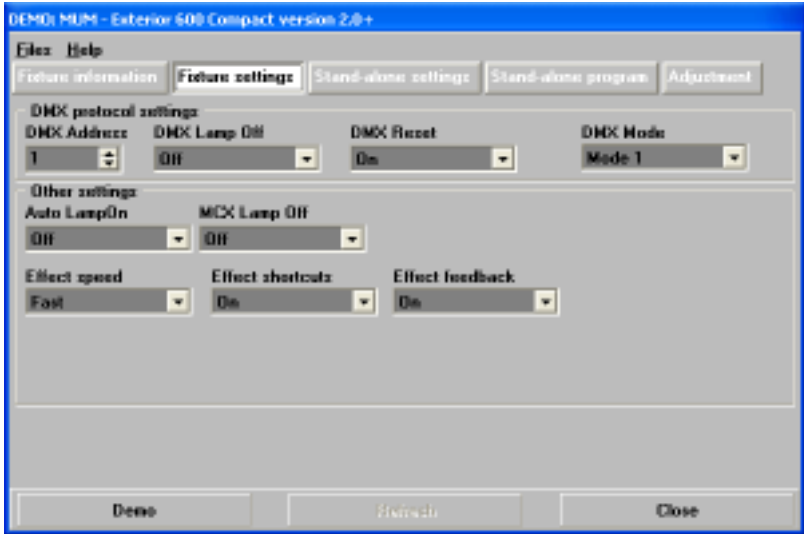 DEMO: MUM - Exterior 600 Compact version 2.0+
Files Help
Fixture information Fixture settings Stand-alone settings Stand-alone program Adjustment
DMX protocol settings
DMX Address DMX Lamp Off DMX Reset DMX Mode
1 Off On Mode 1
Other settings
Auto LampOn MCX Lamp Off
Off Off
Effect speed Effect shortcuts Effect feedback
Fast On On
Demo Refresh Close